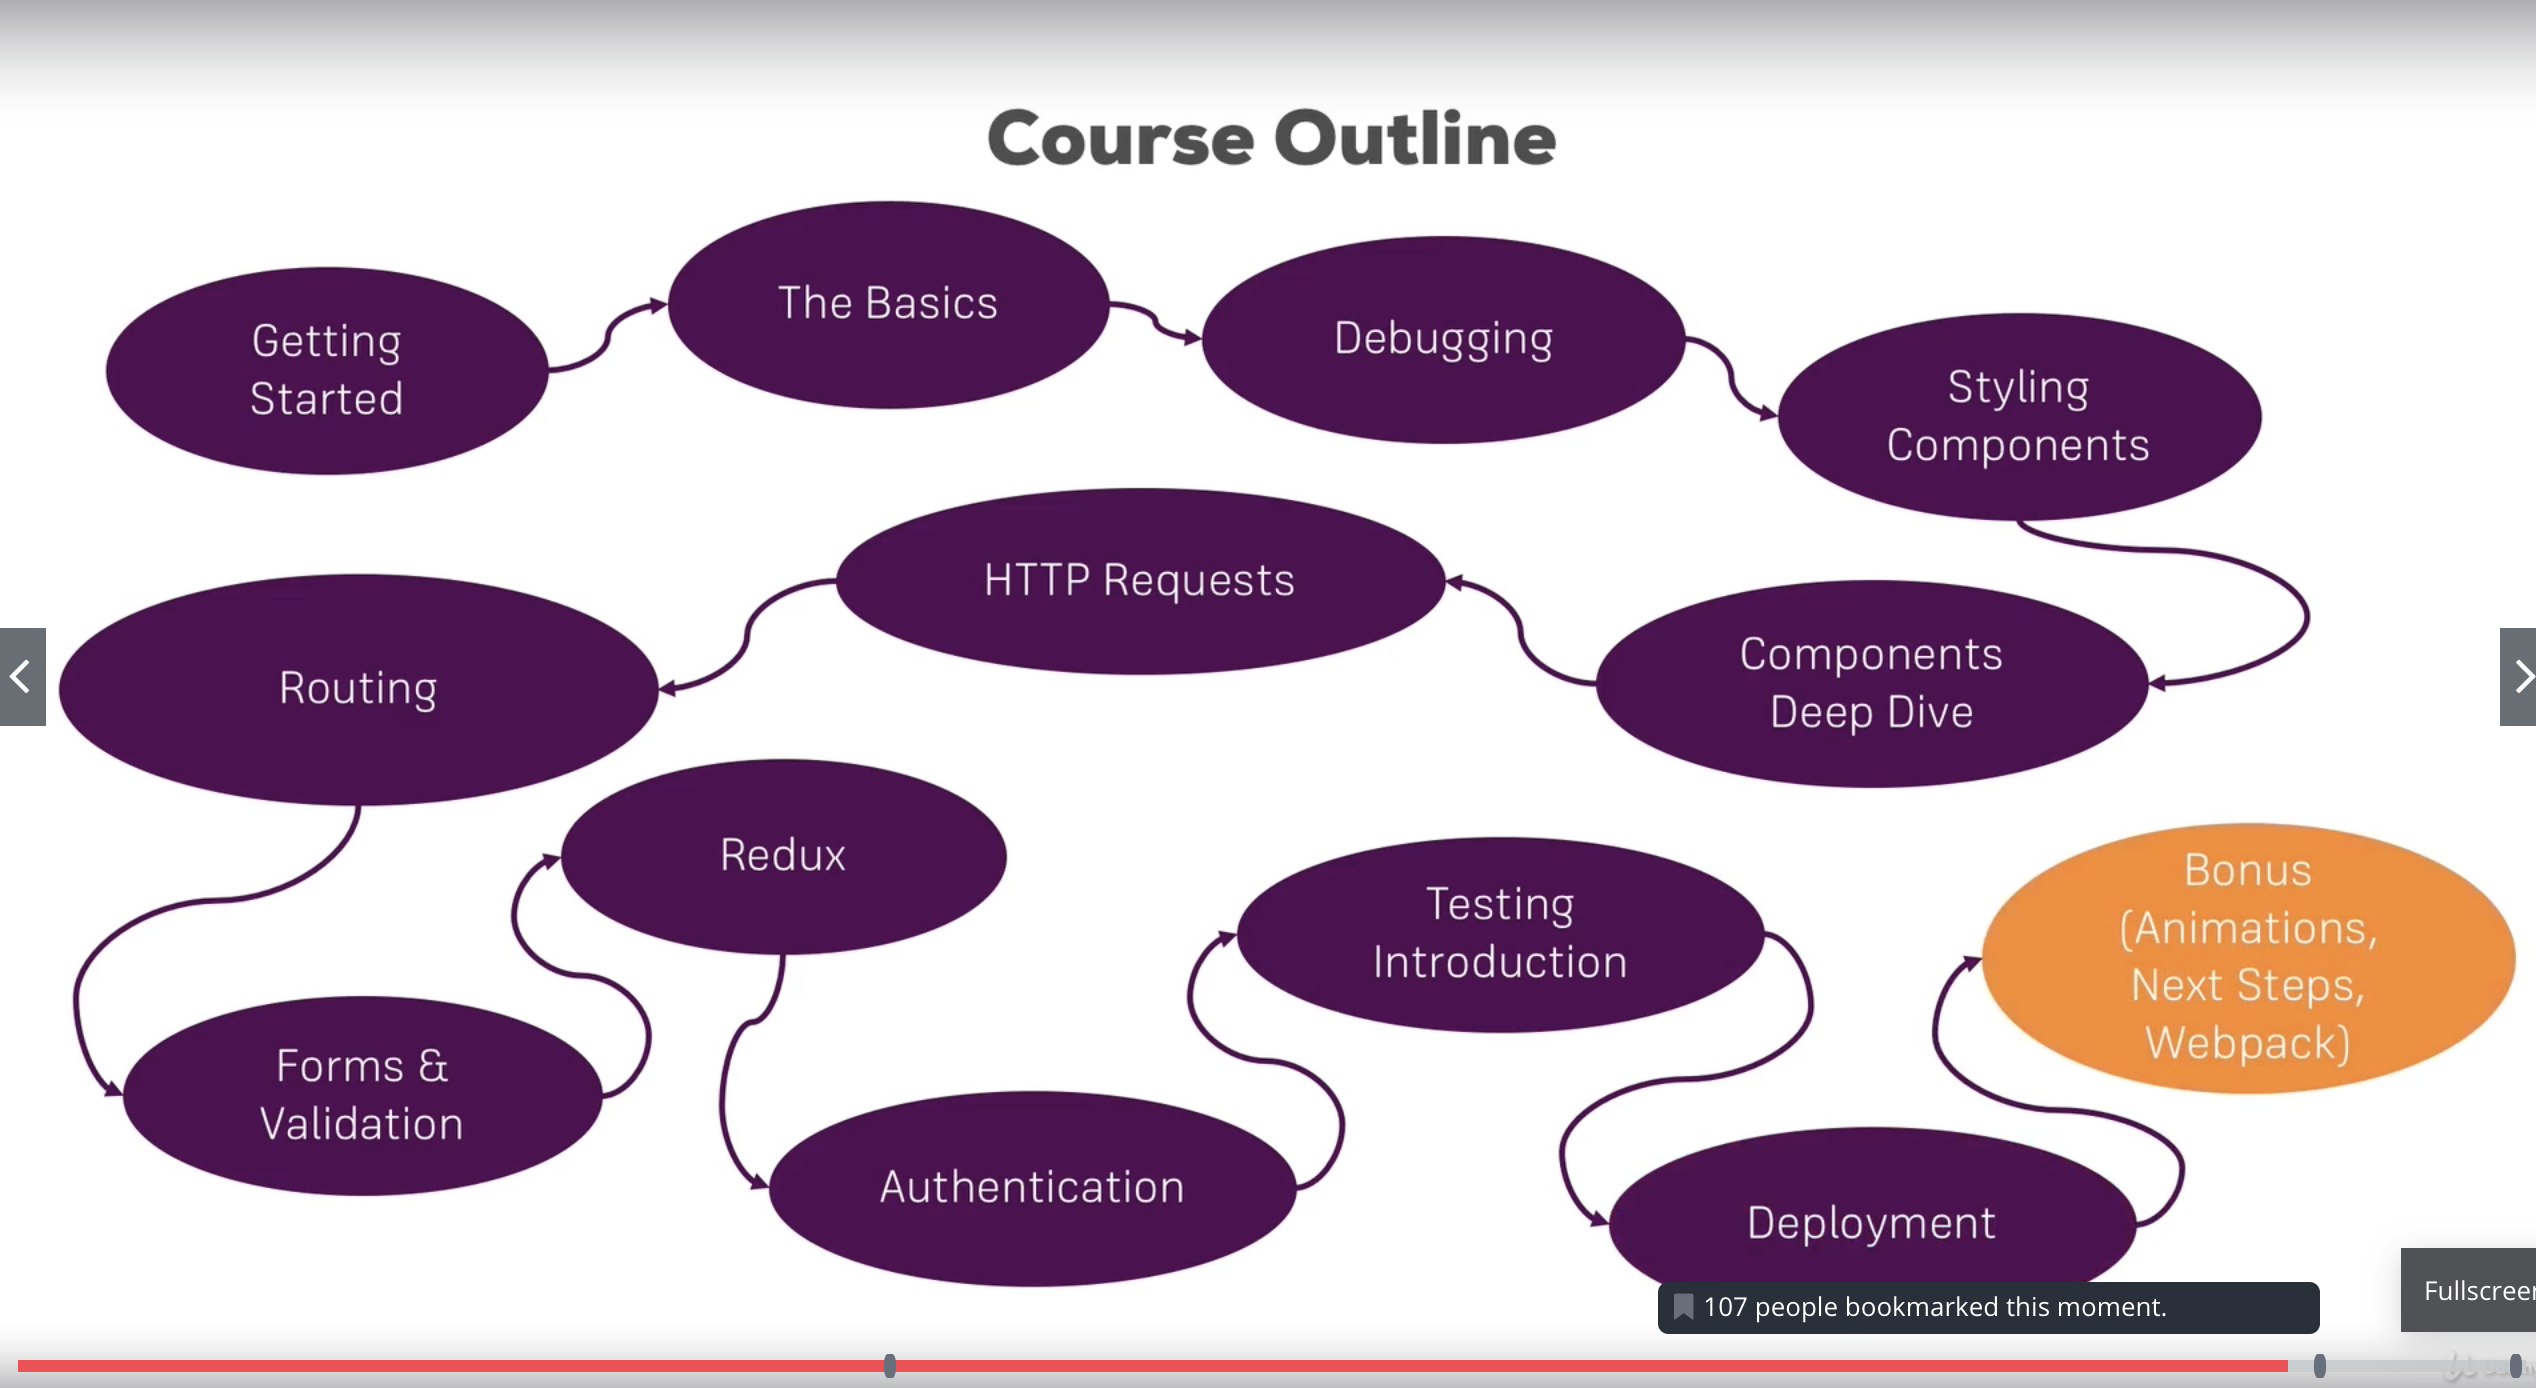 Course Outline
Getting
Started
The Basics
Debugging
Styling
Components
Components
Deep Dive
HTTP Requests
Routing
Forms &
Validation
Redux
Authentication
Testing
Introduction
Deployment
Bonus
(Animations,
Next Steps,
Webpack)
107 people bookmarked this moment.